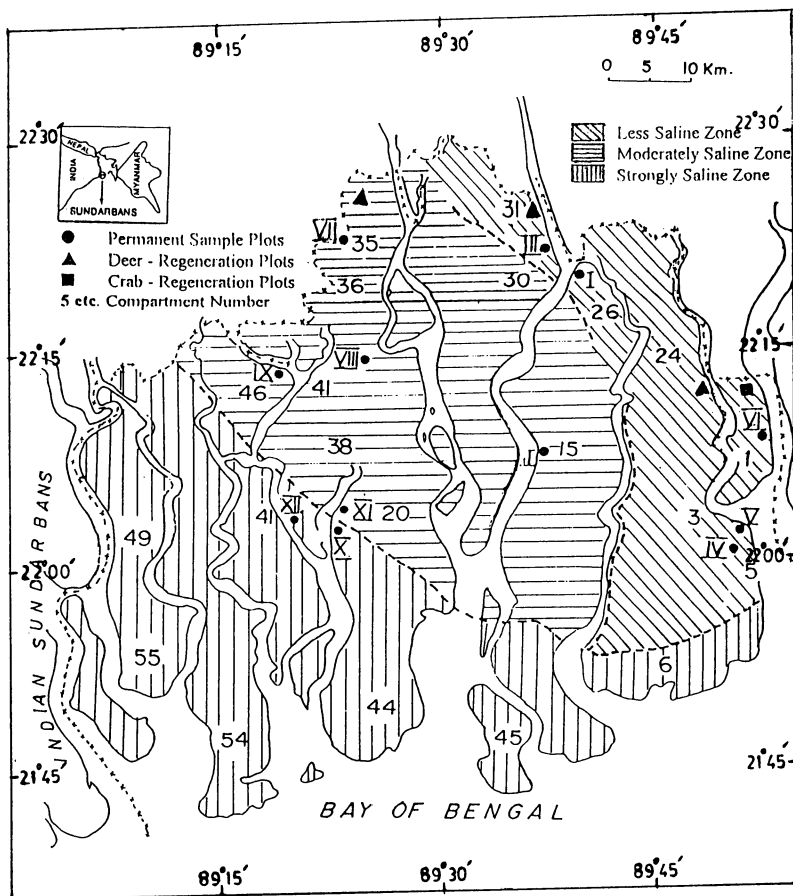 89°15′ 89°30′ 89°45′
0 5 10 Km.
22°30′ 22°30′
NEPAL
INDIA
MYANMAR
SUNDARBANS
Less Saline Zone
Moderately Saline Zone
Strongly Saline Zone
Permanent Sample Plots
Deer - Regeneration Plots
Crab - Regeneration Plots
5 etc. Compartment Number
31
VII 35 III
36 30 I
26
22°15′ 24 22°15′
VIII
IX 41
46
VI
38 I 15 1
XII XI 20 3 V
49 41 X IV 22°00′
22°00′ 5
INDIAN SUNDARBANS
55 6
54 44 45
21°45′ 21°45′
BAY OF BENGAL
89°15′ 89°30′ 89°45′